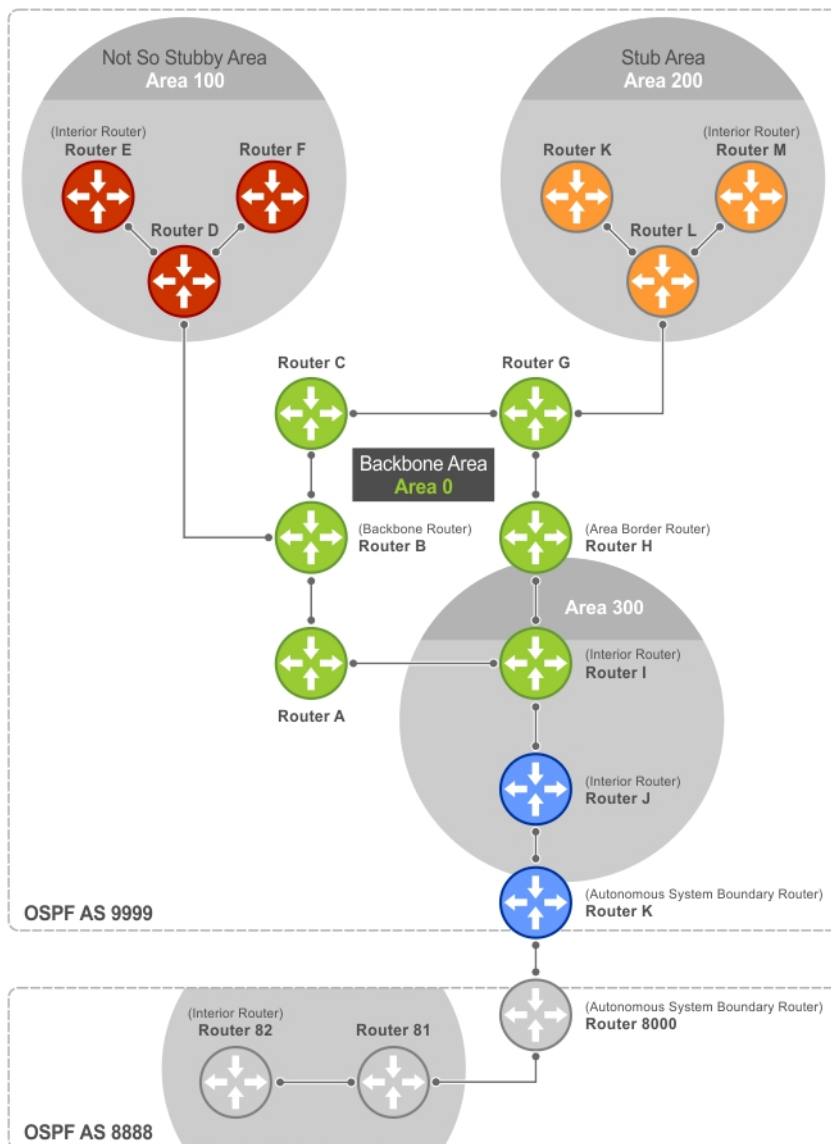 Not So Stubby Area
Area 100
Stub Area
Area 200
(Interior Router)
Router E
Router F
Router D
Router K
(Interior Router)
Router M
Router L
Router C
Router G
Backbone Area
Area 0
(Backbone Router)
Router B
(Area Border Router)
Router H
Area 300
(Interior Router)
Router I
Router A
(Interior Router)
Router J
(Autonomous System Boundary Router)
Router K
OSPF AS 9999
(Autonomous System Boundary Router)
Router 8000
(Interior Router)
Router 82
Router 81
OSPF AS 8888